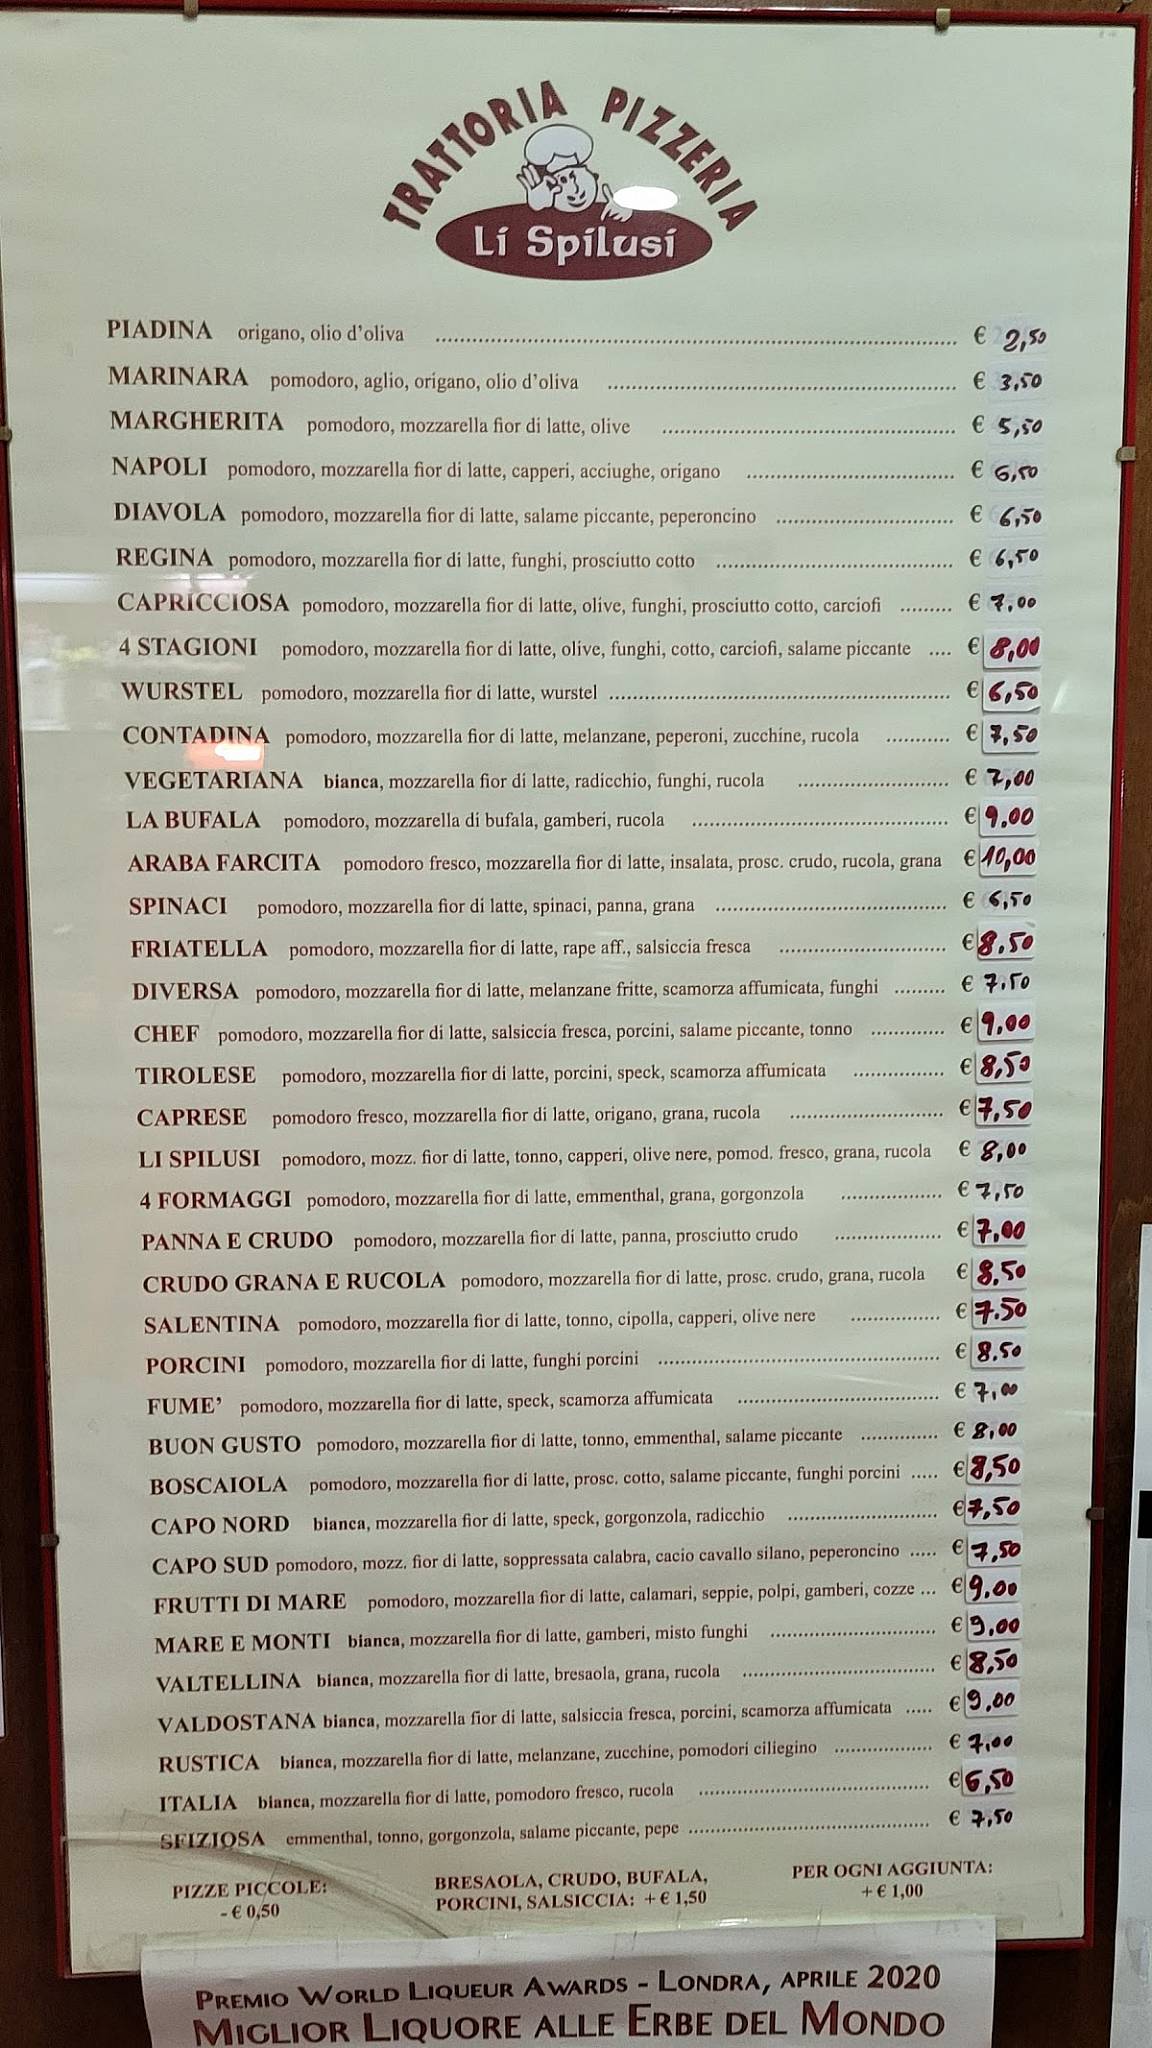 TRATTORIA PIZZERIA
Li Spilusi
PIADINA origano, olio d'oliva € 2,50
MARINARA pomodoro, aglio, origano, olio d'oliva € 3,50
MARGHERITA pomodoro, mozzarella fior di latte, olive € 5,50
NAPOLI pomodoro, mozzarella fior di latte, capperi, acciughe, origano € 6,50
DIAVOLA pomodoro, mozzarella fior di latte, salame piccante, peperoncino € 6,50
REGINA pomodoro, mozzarella fior di latte, funghi, prosciutto cotto € 6,50
CAPRICCIOSA pomodoro, mozzarella fior di latte, olive, funghi, prosciutto cotto, carciofi € 7,00
4 STAGIONI pomodoro, mozzarella fior di latte, olive, funghi, cotto, carciofi, salame piccante € 8,00
WURSTEL pomodoro, mozzarella fior di latte, wurstel € 6,50
CONTADINA pomodoro, mozzarella fior di latte, melanzane, peperoni, zucchine, rucola € 7,50
VEGETARIANA bianca, mozzarella fior di latte, radicchio, funghi, rucola € 7,00
LA BUFALA pomodoro, mozzarella di bufala, gamberi, rucola € 9.00
ARABA FARCITA pomodoro fresco, mozzarella fior di latte, insalata, prosc. crudo, rucola, grana € 10,00
SPINACI pomodoro, mozzarella fior di latte, spinaci, panna, grana € 6,50
FRIATELLA pomodoro, mozzarella fior di latte, rape aff., salsiccia fresca € 8.50
DIVERSA pomodoro, mozzarella fior di latte, melanzane fritte, scamorza affumicata, funghi € 7.50
CHEF pomodoro, mozzarella fior di latte, salsiccia fresca, porcini, salame piccante, tonno € 9,00
TIROLESE pomodoro, mozzarella fior di latte, porcini, speck, scamorza affumicata € 8,50
CAPRESE pomodoro fresco, mozzarella fior di latte, origano, grana, rucola € 7,50
LI SPILUSI pomodoro, mozz. fior di latte, tonno, capperi, olive nere, pomod. fresco, grana, rucola € 8,00
4 FORMAGGI pomodoro, mozzarella fior di latte, emmenthal, grana, gorgonzola € 7,50
PANNA E CRUDO pomodoro, mozzarella fior di latte, panna, prosciutto crudo € 7,00
CRUDO GRANA E RUCOLA pomodoro, mozzarella fior di latte, prosc. crudo, grana, rucola € 8,50
SALENTINA pomodoro, mozzarella fior di latte, tonno, cipolla, capperi, olive nere € 7.50
PORCINI pomodoro, mozzarella fior di latte, funghi porcini € 8.50
FUME' pomodoro, mozzarella fior di latte, speck, scamorza affumicata € 7,00
BUON GUSTO pomodoro, mozzarella fior di latte, tonno, emmenthal, salame piccante € 8,00
BOSCAIOLA pomodoro, mozzarella fior di latte, prosc. cotto, salame piccante, funghi porcini € 8,50
CAPO NORD bianca, mozzarella fior di latte, speck, gorgonzola, radicchio € 7,50
CAPO SUD pomodoro, mozz. fior di latte, soppressata calabra, cacio cavallo silano, peperoncino € 7,50
FRUTTI DI MARE pomodoro, mozzarella fior di latte, calamari, seppie, polpi, gamberi, cozze € 9.00
MARE E MONTI bianca, mozzarella fior di latte, gamberi, misto funghi € 9,00
VALTELLINA bianca, mozzarella fior di latte, bresaola, grana, rucola € 8,50
VALDOSTANA bianca, mozzarella fior di latte, salsiccia fresca, porcini, scamorza affumicata € 9,00
RUSTICA bianca, mozzarella fior di latte, melanzane, zucchine, pomodori ciliegino € 7,00
ITALIA bianca, mozzarella fior di latte, pomodoro fresco, rucola € 6,50
SFIZIOSA emmenthal, tonno, gorgonzola, salame piccante, pepe € 7,50
PIZZE PICCOLE:
- € 0,50
BRESAOLA, CRUDO, BUFALA,
PORCINI, SALSICCIA: + € 1,50
PER OGNI AGGIUNTA:
+ € 1,00
PREMIO WORLD LIQUEUR AWARDS - LONDRA, APRILE 2020
MIGLIOR LIQUORE ALLE ERBE DEL MONDO